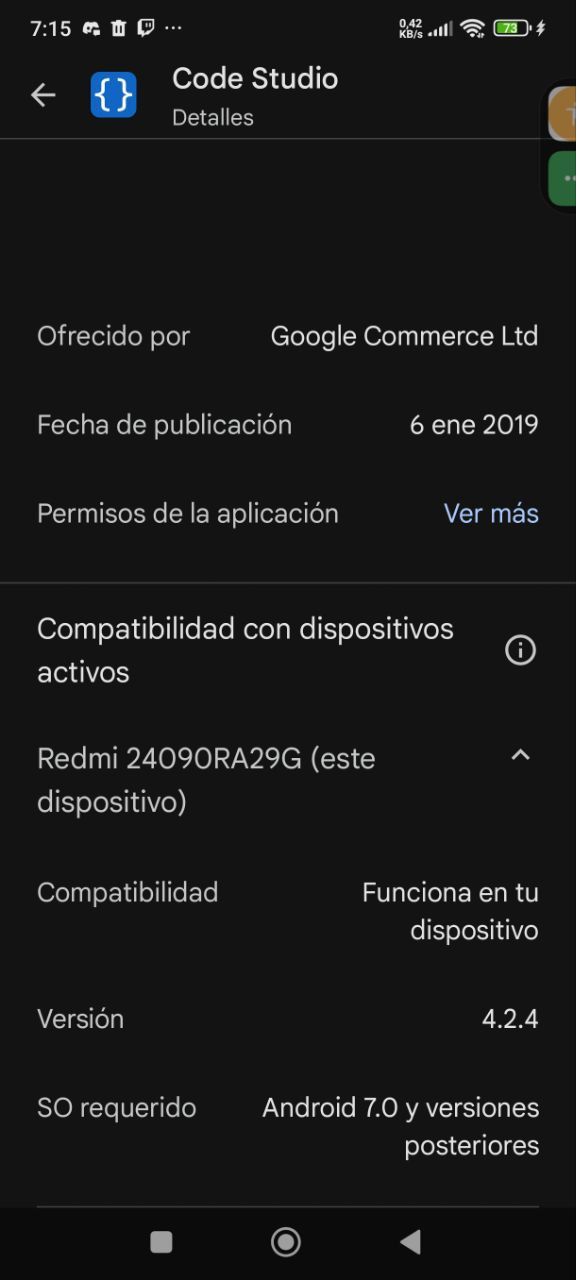 7:15
0,42
KB/s
73
{}
Code Studio
Detalles
Ofrecido por Google Commerce Ltd
Fecha de publicación 6 ene 2019
Permisos de la aplicación Ver más
Compatibilidad con dispositivos
activos
Redmi 24090RA29G (este
dispositivo)
Compatibilidad Funciona en tu
dispositivo
Versión 4.2.4
SO requerido Android 7.0 y versiones
posteriores